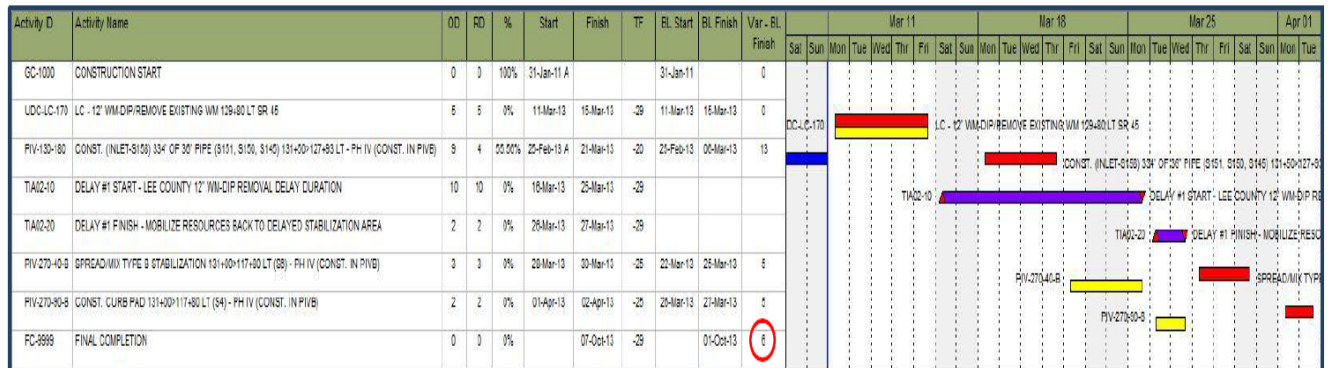 Activity ID Activity Name OD RD % Start Finish TF BL Start BL Finish Var - BL Finish Mar 11 Mar 18 Mar 25 Apr 01
Sat Sun Mon Tue Wed Thr Fri Sat Sun Mon Tue Wed Thr Fri Sat Sun Mon Tue Wed Thr Fri Sat Sun Mon Tue
GC-1000 CONSTRUCTION START 0 0 100% 31-Jan-11 A 31-Jan-11 0
UDC-LC-170 LC - 12" WM-DIP/REMOVE EXISTING WM 129+80 LT SR 45 5 5 0% 11-Mar-13 15-Mar-13 -29 11-Mar-13 15-Mar-13 0
DC-LC-170 LC - 12" WM-DIP/REMOVE EXISTING WM 129+80 LT SR 45
PIV-130-180 CONST. (INLET-S158) 334' OF 36" PIPE (S151, S150, S145) 131+50>127+93 LT - PH IV (CONST. IN PIVB) 9 4 55.56% 25-Feb-13 A 21-Mar-13 -20 25-Feb-13 06-Mar-13 13
CONST. (INLET-S158) 334' OF 36" PIPE (S151, S150, S145) 131+50>127+9
TIA02-10 DELAY #1 START - LEE COUNTY 12" WM-DIP REMOVAL DELAY DURATION 10 10 0% 16-Mar-13 25-Mar-13 -29
TIA02-10 DELAY #1 START - LEE COUNTY 12" WM-DIP RE
TIA02-20 DELAY #1 FINISH - MOBILIZE RESOURCES BACK TO DELAYED STABILIZATION AREA 2 2 0% 26-Mar-13 27-Mar-13 -29
TIA02-20 DELAY #1 FINISH - MOBILIZE RESO
PIV-270-40-B SPREAD/MIX TYPE B STABILIZATION 131+00>117+80 LT - PH IV (CONST. IN PIVB) 3 3 0% 28-Mar-13 30-Mar-13 -25 22-Mar-13 25-Mar-13 5
PIV-270-40-B SPREAD/MIX TYP
PIV-270-80-B CONST. CURB PAD 131+00>117+80 LT (S4) - PH IV (CONST. IN PIVB) 2 2 0% 01-Apr-13 02-Apr-13 26-Mar-13 27-Mar-13
PIV-270-80-B
FC-9999 FINAL COMPLETION 0 0 0% 07-Oct-13 -29 01-Oct-13 6